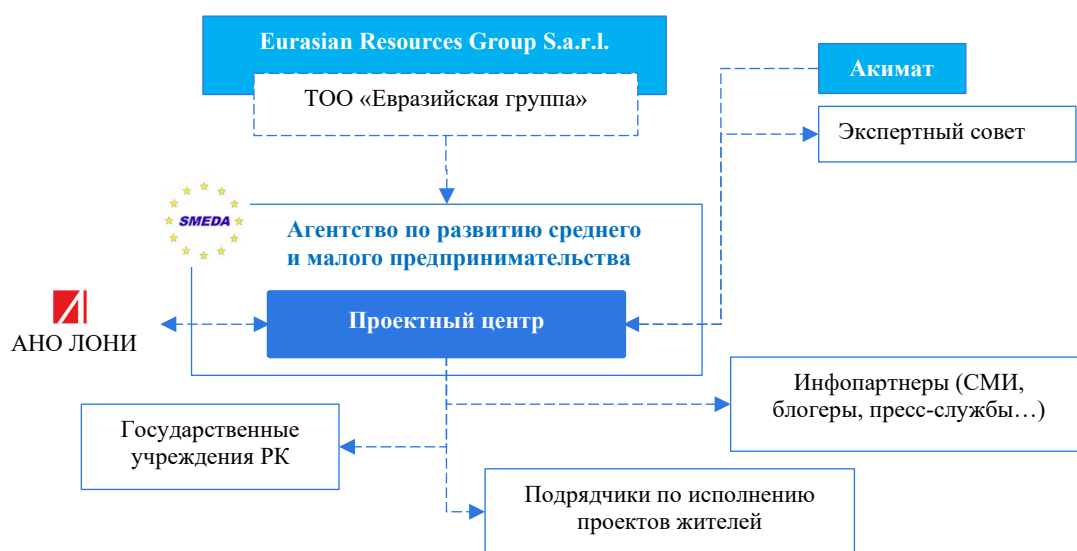 Eurasian Resources Group S.a.r.l.
ТОО «Евразийская группа»
Акимат
Экспертный совет
SMEDA
Агентство по развитию среднего
и малого предпринимательства
Проектный центр
АНО ЛОНИ
Инфопартнеры (СМИ,
блогеры, пресс-службы…)
Государственные
учреждения РК
Подрядчики по исполнению
проектов жителей